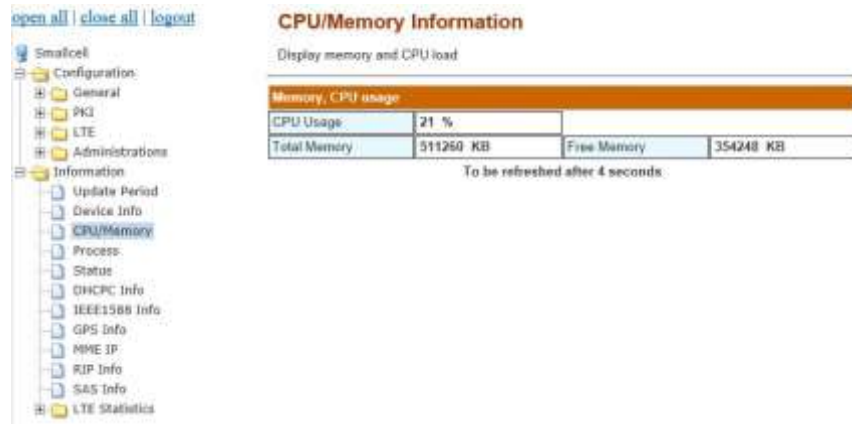 open all | close all | logout
Smallcell
Configuration
General
PKI
LTE
Administrations
Information
Update Period
Device Info
CPU/Memory
Process
Status
DHCPC Info
IEEE1588 Info
GPS Info
MME IP
RIP Info
SAS Info
LTE Statistics
CPU/Memory Information
Display memory and CPU load
Memory, CPU usage
CPU Usage 21 %
Total Memory 511260 KB Free Memory 354248 KB
To be refreshed after 4 seconds